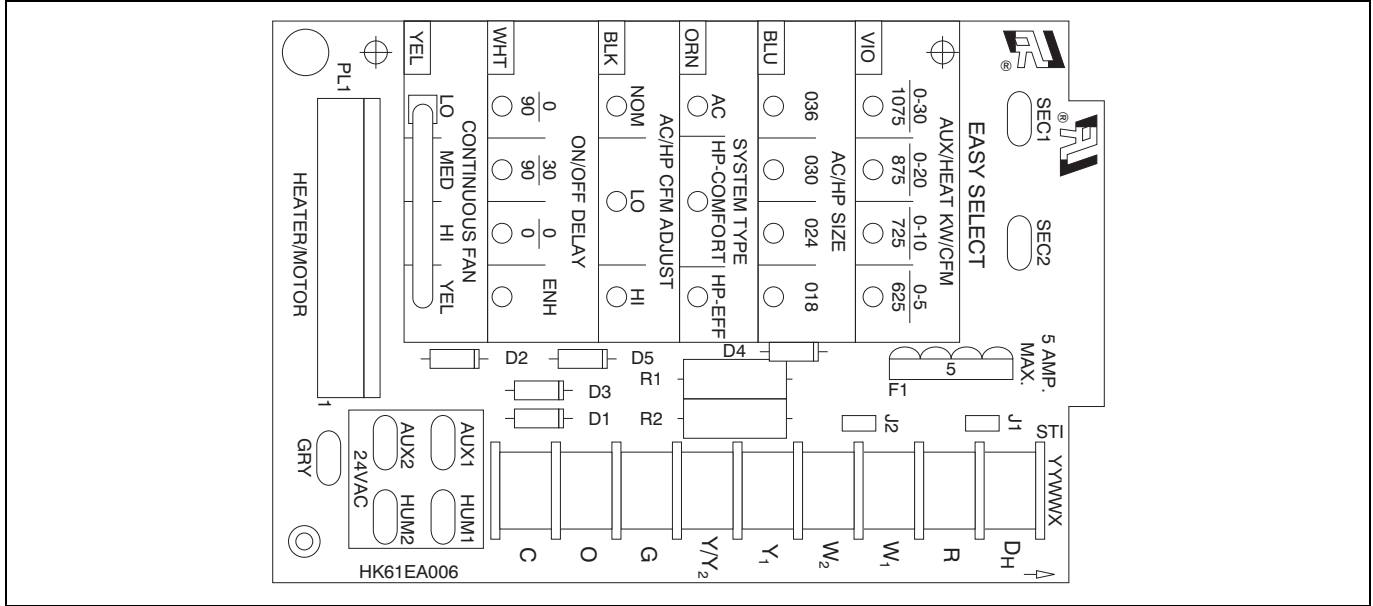 YEL
WHT
BLK
ORN
BLU
VIO
®
SEC1
®
PL1
LO
MED
HI
YEL
CONTINUOUS FAN
0
90
30
90
0
0
ENH
ON/OFF DELAY
NOM
LO
HI
AC/HP CFM ADJUST
AC
HP-COMFORT
HP-EFF
SYSTEM TYPE
036
030
024
018
AC/HP SIZE
0-30
1075
0-20
875
0-10
725
0-5
625
AUX/HEAT KW/CFM
EASY SELECT
SEC2
HEATER/MOTOR
D2
D5
D4
5 AMP.
MAX.
R1
5
F1
D3
1
D1
R2
J2
J1
STI
GRY
AUX2
AUX1
24VAC
HUM2
HUM1
YYWWX
C
O
G
Y/Y2
Y1
W2
W1
R
DH
HK61EA006